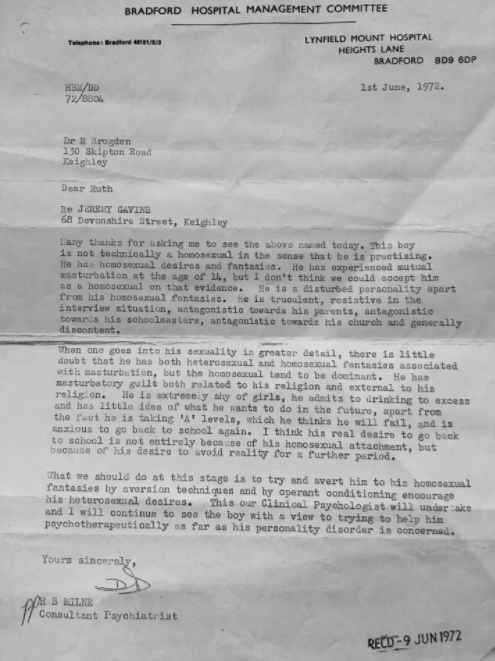 BRADFORD HOSPITAL MANAGEMENT COMMITTEE
Telephone: Bradford 48121/2/3
LYNFIELD MOUNT HOSPITAL
HEIGHTS LANE
BRADFORD BD9 6DP
HBM/DD
72/8804
1st June, 1972.
Dr R Brogden
130 Skipton Road
Keighley
Dear Ruth
Re JEREMY GAVINS
68 Devonshire Street, Keighley
Many thanks for asking me to see the above named today. This boy
is not technically a homosexual in the sense that he is practising.
He has homosexual desires and fantasies. He has experienced mutual
masturbation at the age of 14, but I don't think we could accept him
as a homosexual on that evidence. He is a disturbed personality apart
from his homosexual fantasies. He is truculent, resistive in the
interview situation, antagonistic towards his parents, antagonistic
towards his schoolmasters, antagonistic towards his church and generally
discontent.
When one goes into his sexuality in greater detail, there is little
doubt that he has both heterosexual and homosexual fantasies associated
with masturbation, but the homosexual tend to be dominant. He has
masturbatory guilt both related to his religion and external to his
religion. He is extremely shy of girls, he admits to drinking to excess
and has little idea of what he wants to do in the future, apart from
the fact he is taking 'A' levels, which he thinks he will fail, and is
anxious to go back to school again. I think his real desire to go back
to school is not entirely because of his homosexual attachment, but
because of his desire to avoid reality for a further period.
What we should do at this stage is to try and avert him to his homosexual
fantasies by aversion techniques and by operant conditioning encourage
his heterosexual desires. This our Clinical Psychologist will undertake
and I will continue to see the boy with a view to trying to help him
psychotherapeutically as far as his personality disorder is concerned.
Yours sincerely,
pp H B MILNE
Consultant Psychiatrist
RECD -9 JUN 1972